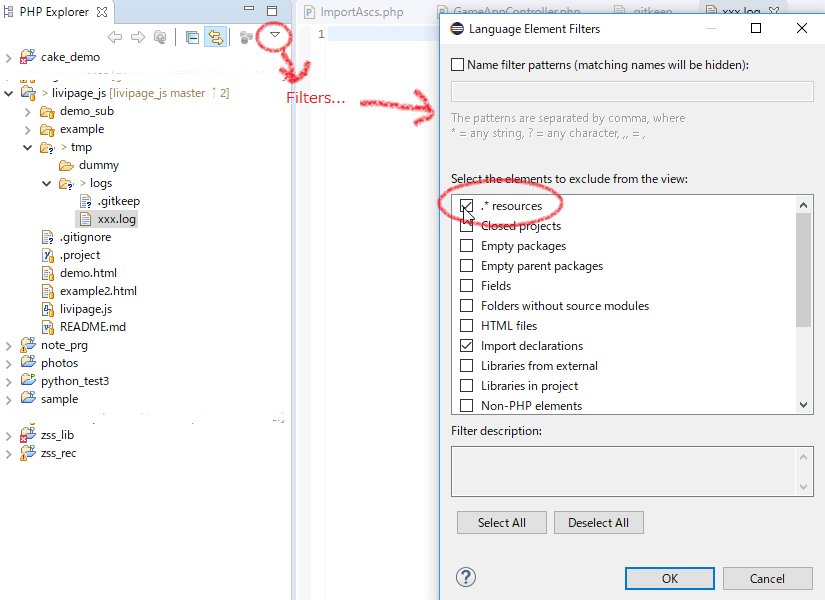 PHP Explorer
ImportAscs.php
GameAppController.php
.gitkeep
xxx.log
1
cake_demo
> livipage_js [livipage_js master ↑ 2]
demo_sub
example
> tmp
dummy
> logs
.gitkeep
xxx.log
.gitignore
.project
demo.html
example2.html
livipage.js
README.md
note_prg
photos
python_test3
sample
zss_lib
zss_rec
Filters...
Language Element Filters
Name filter patterns (matching names will be hidden):
The patterns are separated by comma, where
* = any string, ? = any character, ,, = ,
Select the elements to exclude from the view:
.* resources
Closed projects
Empty packages
Empty parent packages
Fields
Folders without source modules
HTML files
Import declarations
Libraries from external
Libraries in project
Non-PHP elements
Filter description:
Select All
Deselect All
OK
Cancel